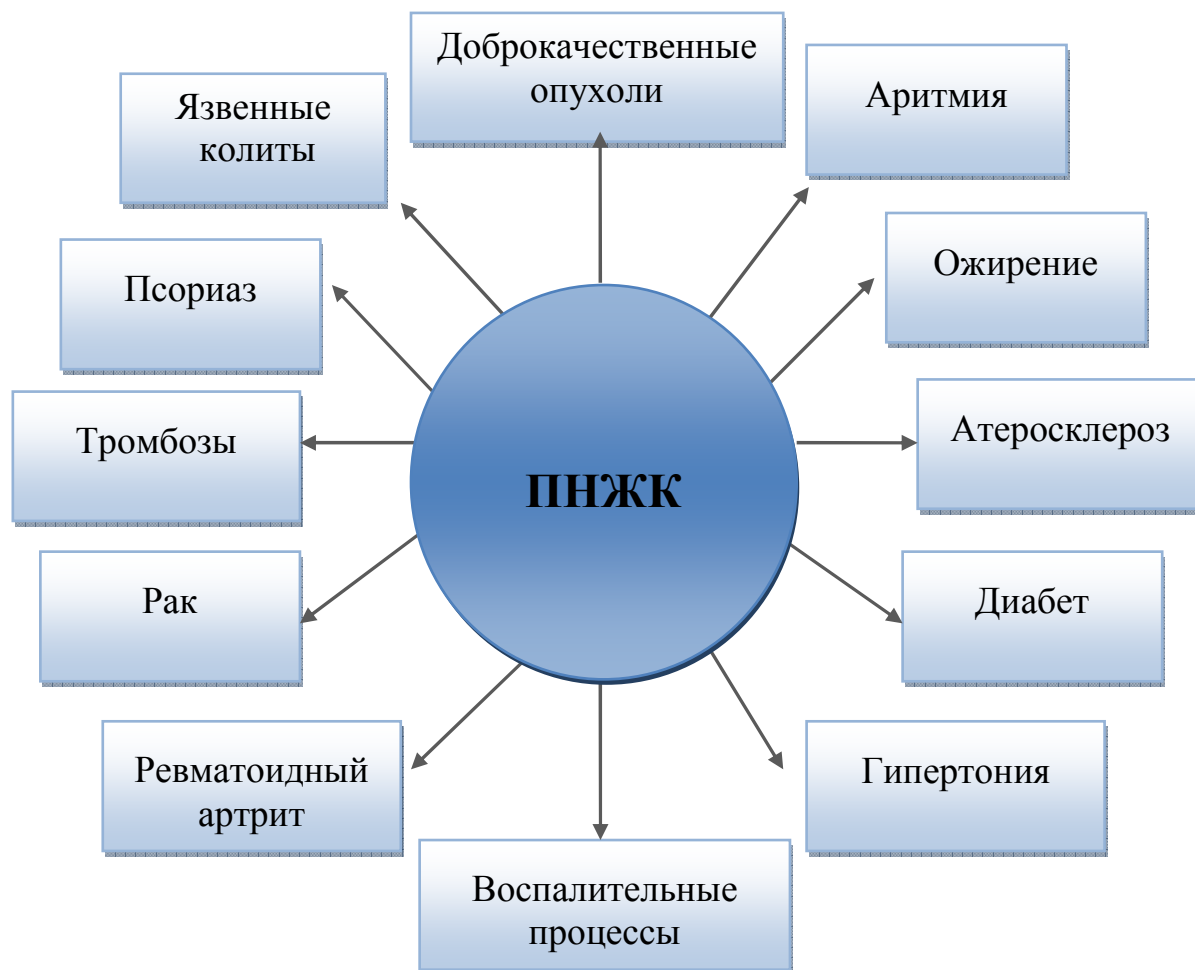 Доброкачественные
опухоли
Аритмия
Язвенные
колиты
Ожирение
Псориаз
Атеросклероз
Тромбозы
ПНЖК
Рак
Диабет
Ревматоидный
артрит
Гипертония
Воспалительные
процессы